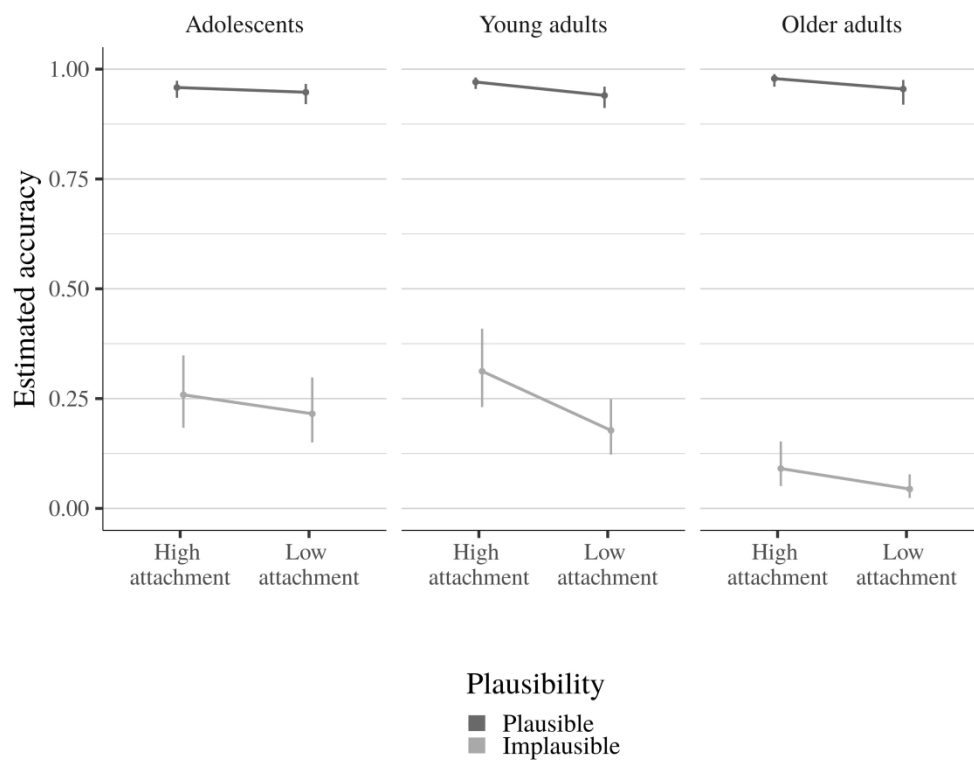 Adolescents
Young adults
Older adults
Estimated accuracy
1.00
0.75
0.50
0.25
0.00
High
attachment
Low
attachment
High
attachment
Low
attachment
High
attachment
Low
attachment
Plausibility
Plausible
Implausible